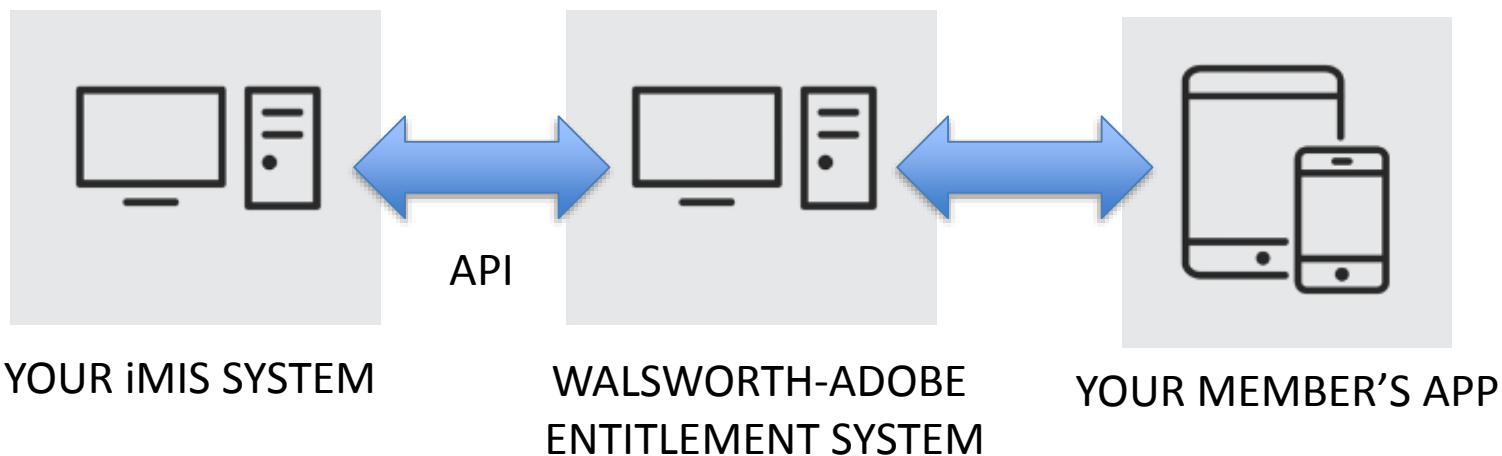 API
YOUR iMIS SYSTEM
WALSWORTH-ADOBE
ENTITLEMENT SYSTEM
YOUR MEMBER’S APP